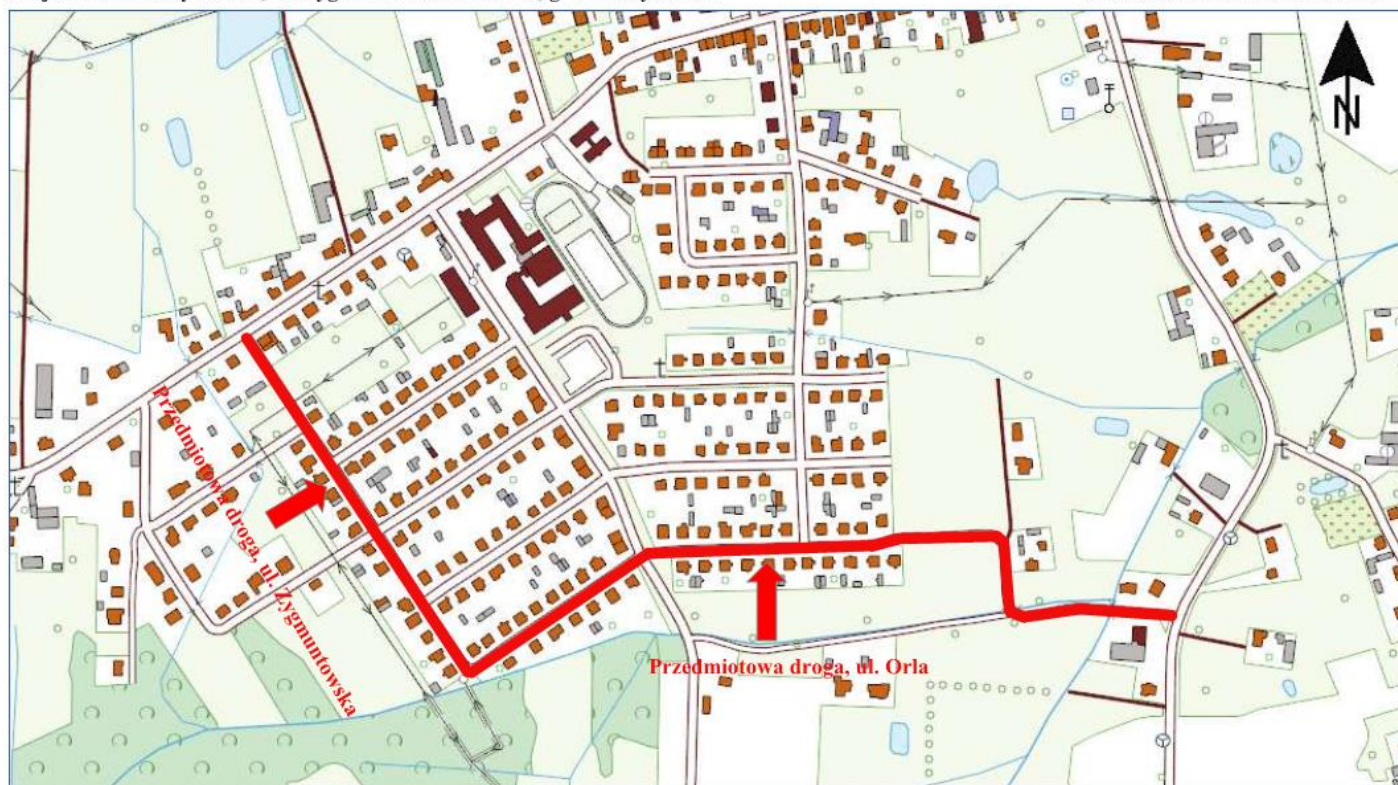 N
Przedmiotowa droga, ul. Zygmuntowska
Przedmiotowa droga, ul. Orla